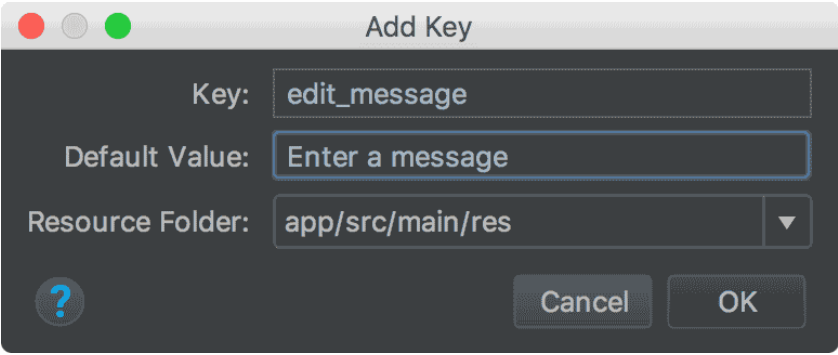 Add Key
Key: edit_message
Default Value: Enter a message
Resource Folder: app/src/main/res
? Cancel OK